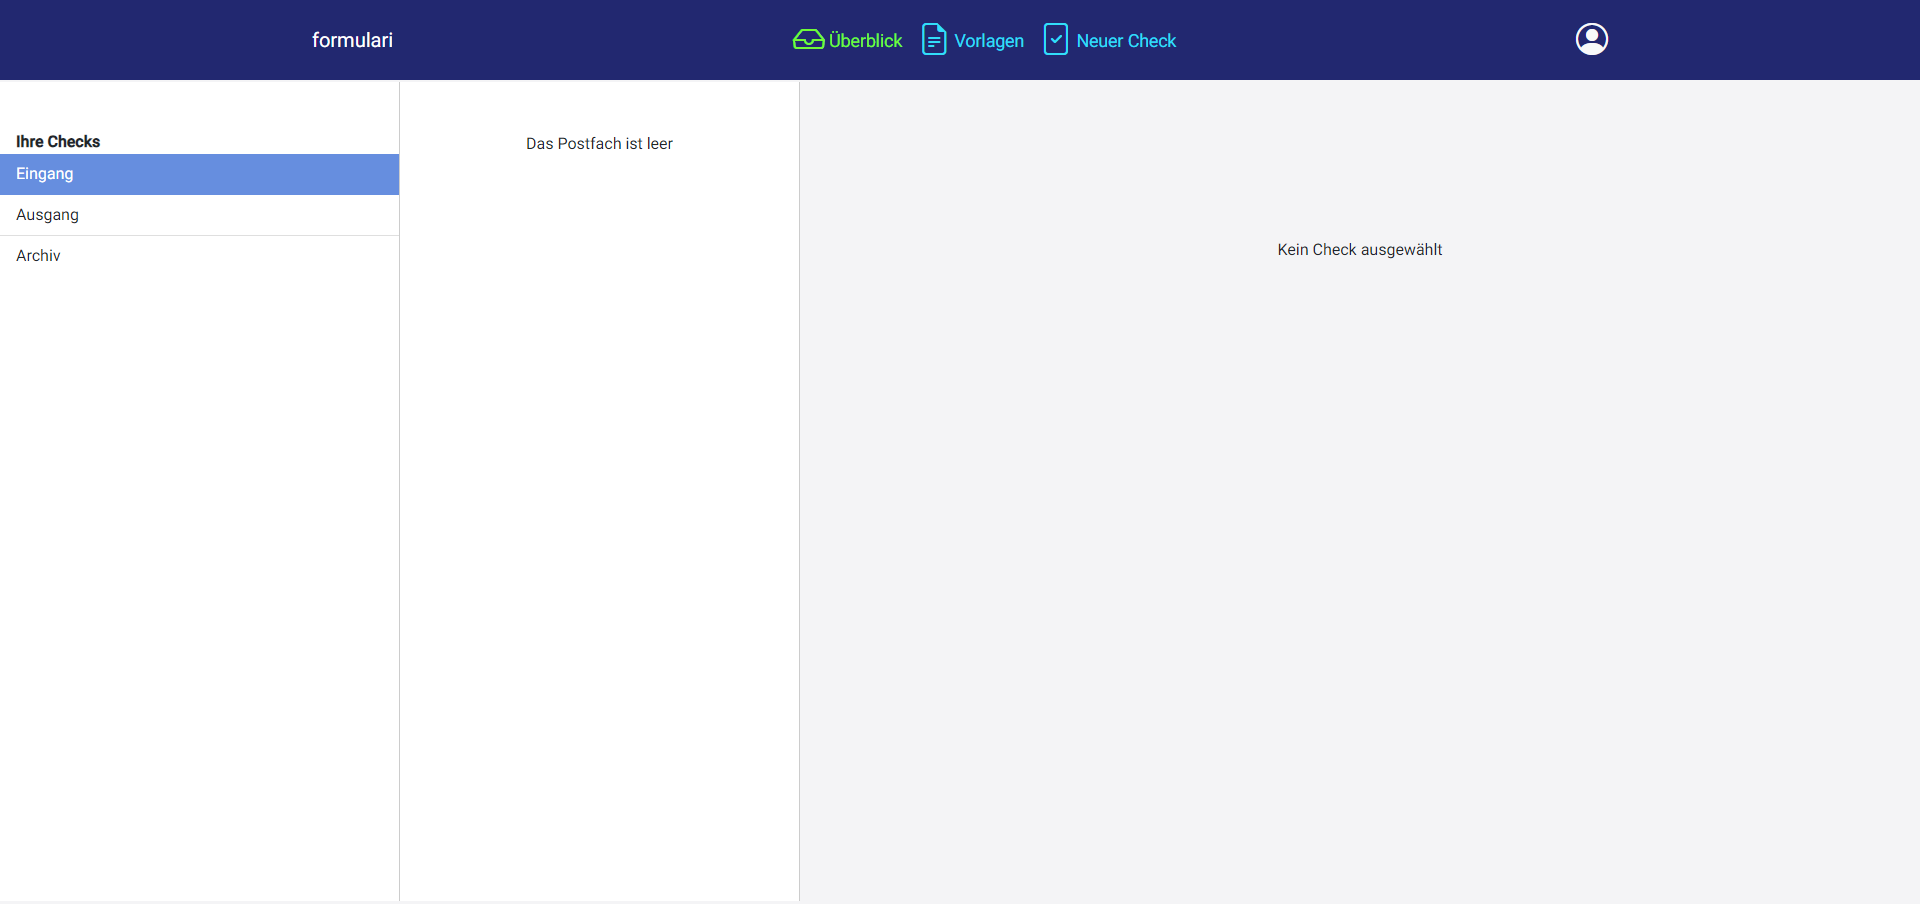 formulari
Überblick Vorlagen Neuer Check
Ihre Checks
Eingang
Ausgang
Archiv
Das Postfach ist leer
Kein Check ausgewählt